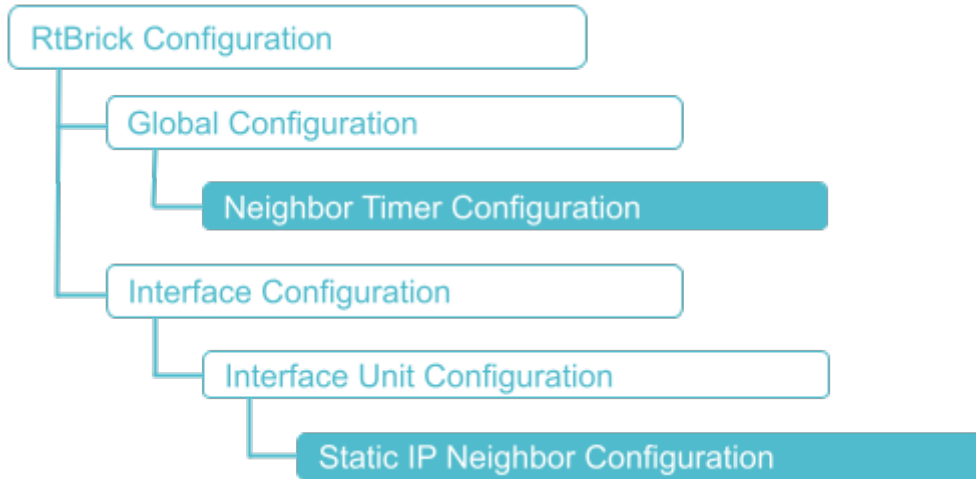 RtBrick Configuration
Global Configuration
Neighbor Timer Configuration
Interface Configuration
Interface Unit Configuration
Static IP Neighbor Configuration